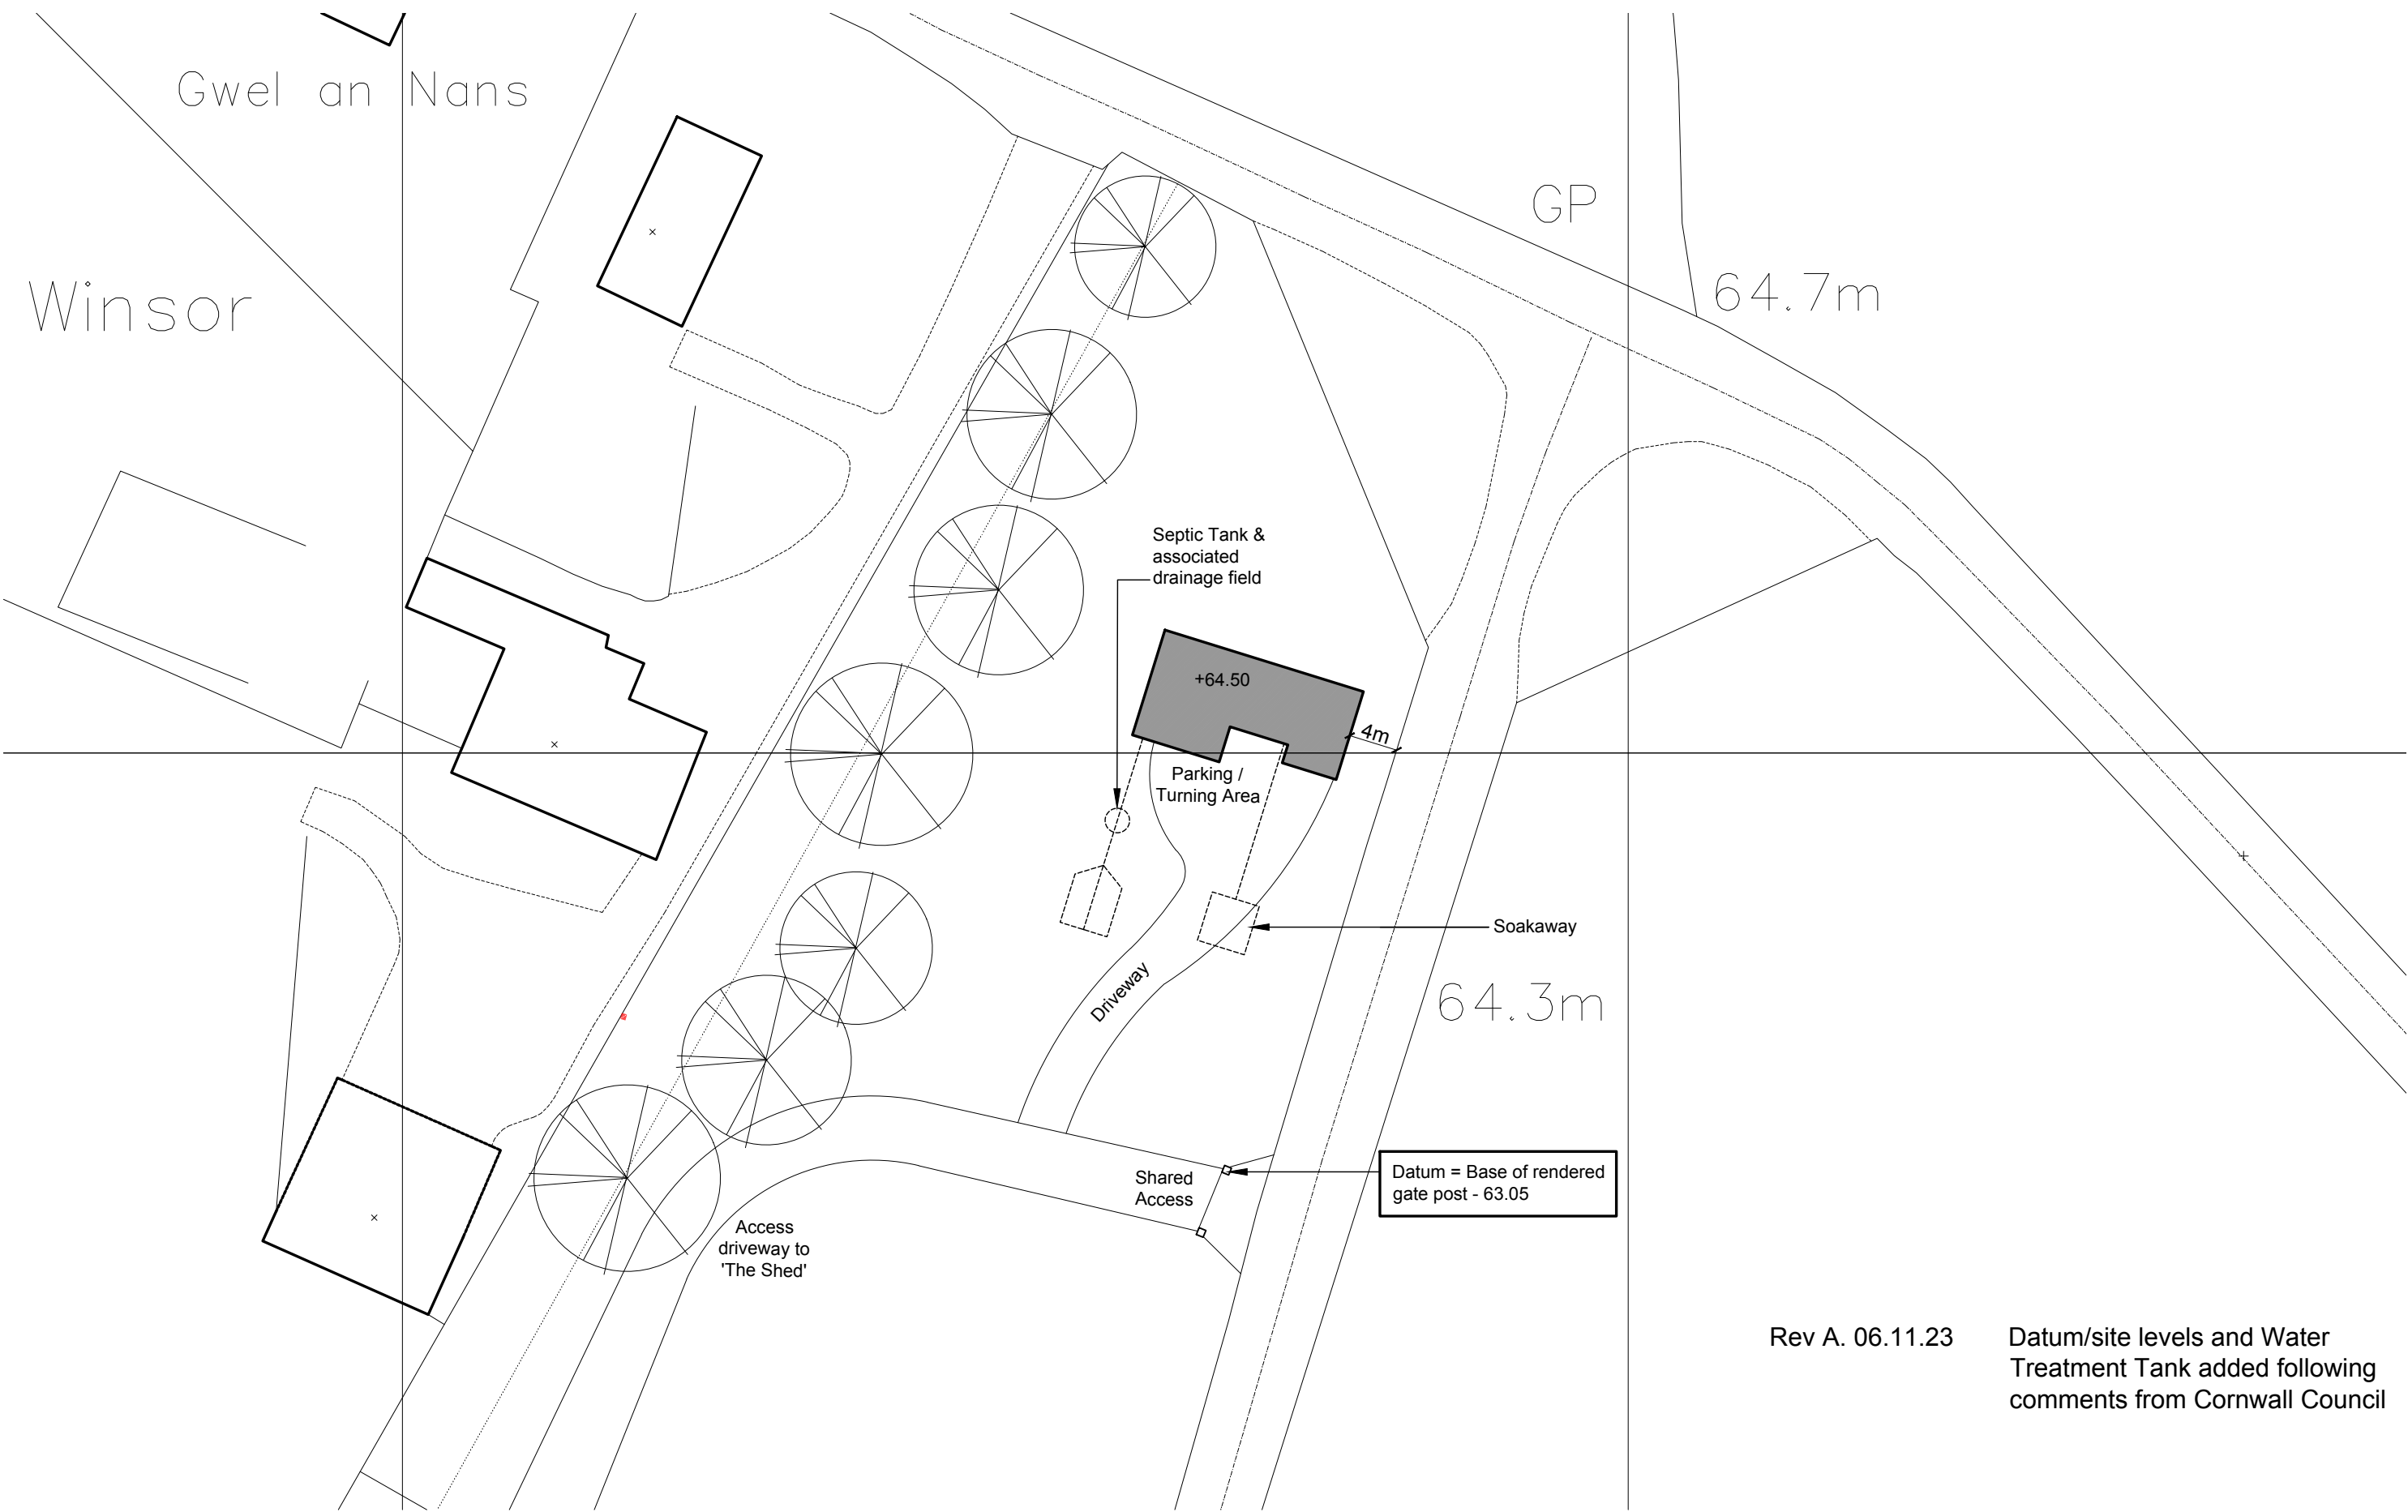 Gwel an Nans
GP
Winsor
64.7m
Septic Tank &
associated
drainage field
+64.50
4m
Parking /
Turning Area
Soakaway
Driveway
64.3m
Shared
Access
Datum = Base of rendered
gate post - 63.05
Access
driveway to
'The Shed'
Rev A. 06.11.23 Datum/site levels and Water
Treatment Tank added following
comments from Cornwall Council